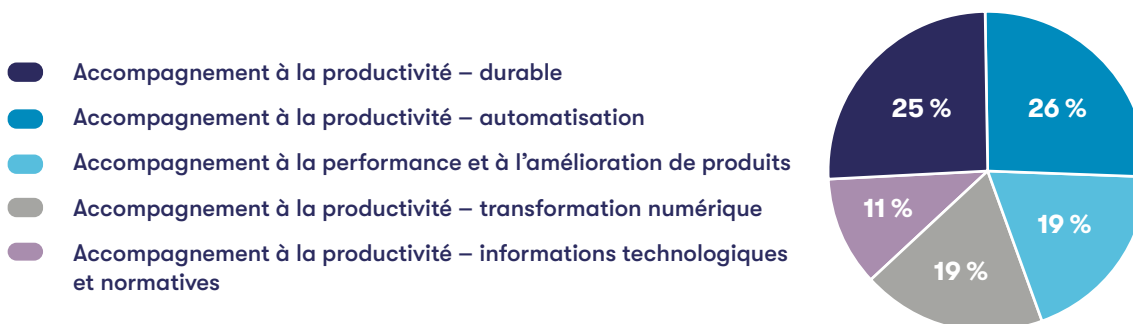 Accompagnement à la productivité – durable
Accompagnement à la productivité – automatisation
Accompagnement à la performance et à l'amélioration de produits
Accompagnement à la productivité – transformation numérique
Accompagnement à la productivité – informations technologiques
et normatives
25 %
26 %
11 %
19 %
19 %